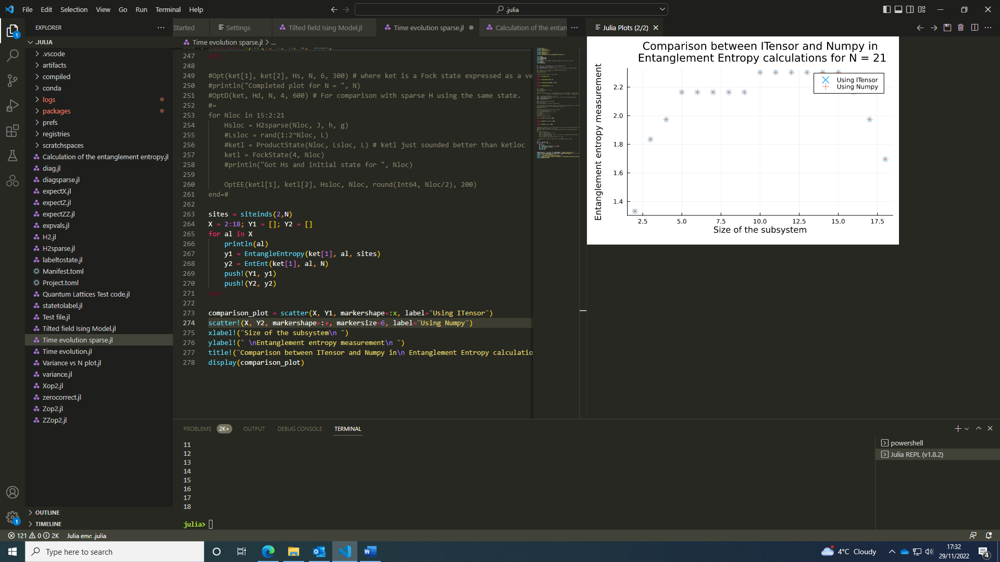 File Edit Selection View Go Run Terminal Help
.julia
EXPLORER
JULIA
.vscode
artifacts
compiled
conda
logs
packages
prefs
registries
scratchspaces
Calculation of the entanglement entropy.jl
diag.jl
diagsparse.jl
expectX.jl
expectZ.jl
expectZZ.jl
expvals.jl
H2.jl
H2sparse.jl
labeltostate.jl
Manifest.toml
Project.toml
Quantum Lattices Test code.jl
statetolabel.jl
Test file.jl
Tilted field Ising Model.jl
Time evolution sparse.jl
Time evolution.jl
Variance vs N plot.jl
variance.jl
Xop2.jl
zerocorrect.jl
Zop2.jl
ZZop2.jl
OUTLINE
TIMELINE
Started
Settings
Tilted field Ising Model.jl
Time evolution sparse.jl
Calculation of the entan
Time evolution sparse.jl > ...
247
248
249 #Opt(ket[1], ket[2], Hs, N, 6, 300) # where ket is a Fock state expressed as a ve
250 #println("Completed plot for N = ", N)
251 #OptD(ket, Hd, N, 4, 600) # For comparison with sparse H using the same state.
252 #=
253 for Nloc in 15:2:21
254 Hsloc = H2sparse(Nloc, J, h, g)
255 #Lsloc = rand(1:2^Nloc, L)
256 #ketl = ProductState(Nloc, Lsloc, L) # ketl just sounded better than ketloc
257 ketl = FockState(4, Nloc)
258 #println("Got Hs and initial state for ", Nloc)
259
260 OptEE(ketl[1], ketl[2], Hsloc, Nloc, round(Int64, Nloc/2), 200)
261 end=#
262
263 sites = siteinds(2,N)
264 X = 2:18; Y1 = []; Y2 = []
265 for al in X
266 println(al)
267 y1 = EntangleEntropy(ket[1], al, sites)
268 y2 = EntEnt(ket[1], al, N)
269 push!(Y1, y1)
270 push!(Y2, y2)
271
272
273 comparison_plot = scatter(X, Y1, markershape=:x, label="Using ITensor")
274 scatter!(X, Y2, markershape=:+, markersize=6, label="Using Numpy")
275 xlabel!("Size of the subsystem\n ")
276 ylabel!(" \nEntanglement entropy measurement\n ")
277 title!("Comparison between ITensor and Numpy in\n Entanglement Entropy calculatio
278 display(comparison_plot)
Julia Plots (2/2)
Comparison between ITensor and Numpy in
Entanglement Entropy calculations for N = 21
Using ITensor
Using Numpy
Entanglement entropy measurement
2.2
2.0
1.8
1.6
1.4
2.5 5.0 7.5 10.0 12.5 15.0 17.5
Size of the subsystem
PROBLEMS 2K+ OUTPUT DEBUG CONSOLE TERMINAL
11
12
13
14
15
16
17
18
julia>
powershell
Julia REPL (v1.8.2)
121 0 2K Julia env: .julia
Type here to search
4°C Cloudy
17:32
29/11/2022
4